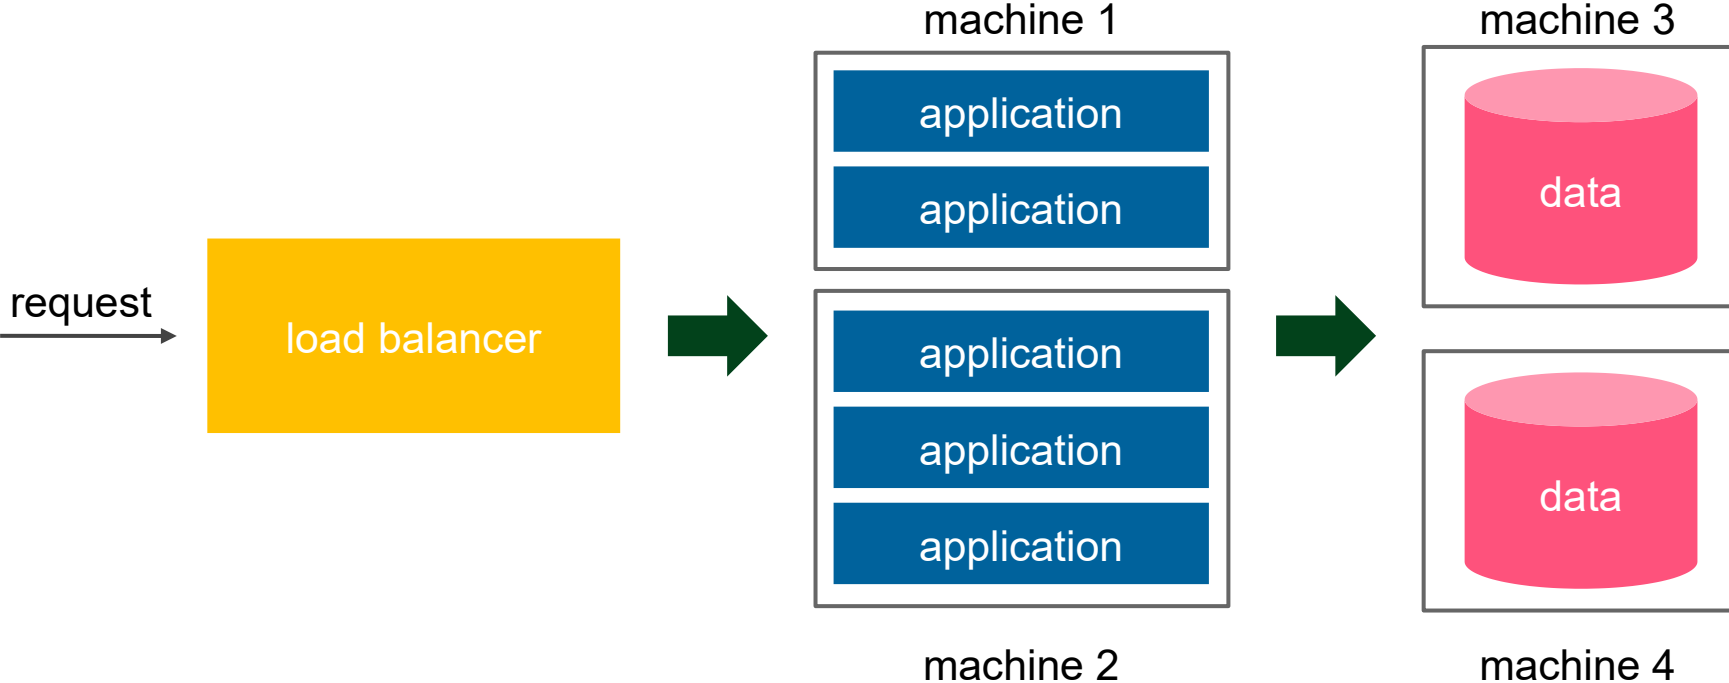 request
load balancer
machine 1
application
application
application
application
application
machine 2
machine 3
data
data
machine 4